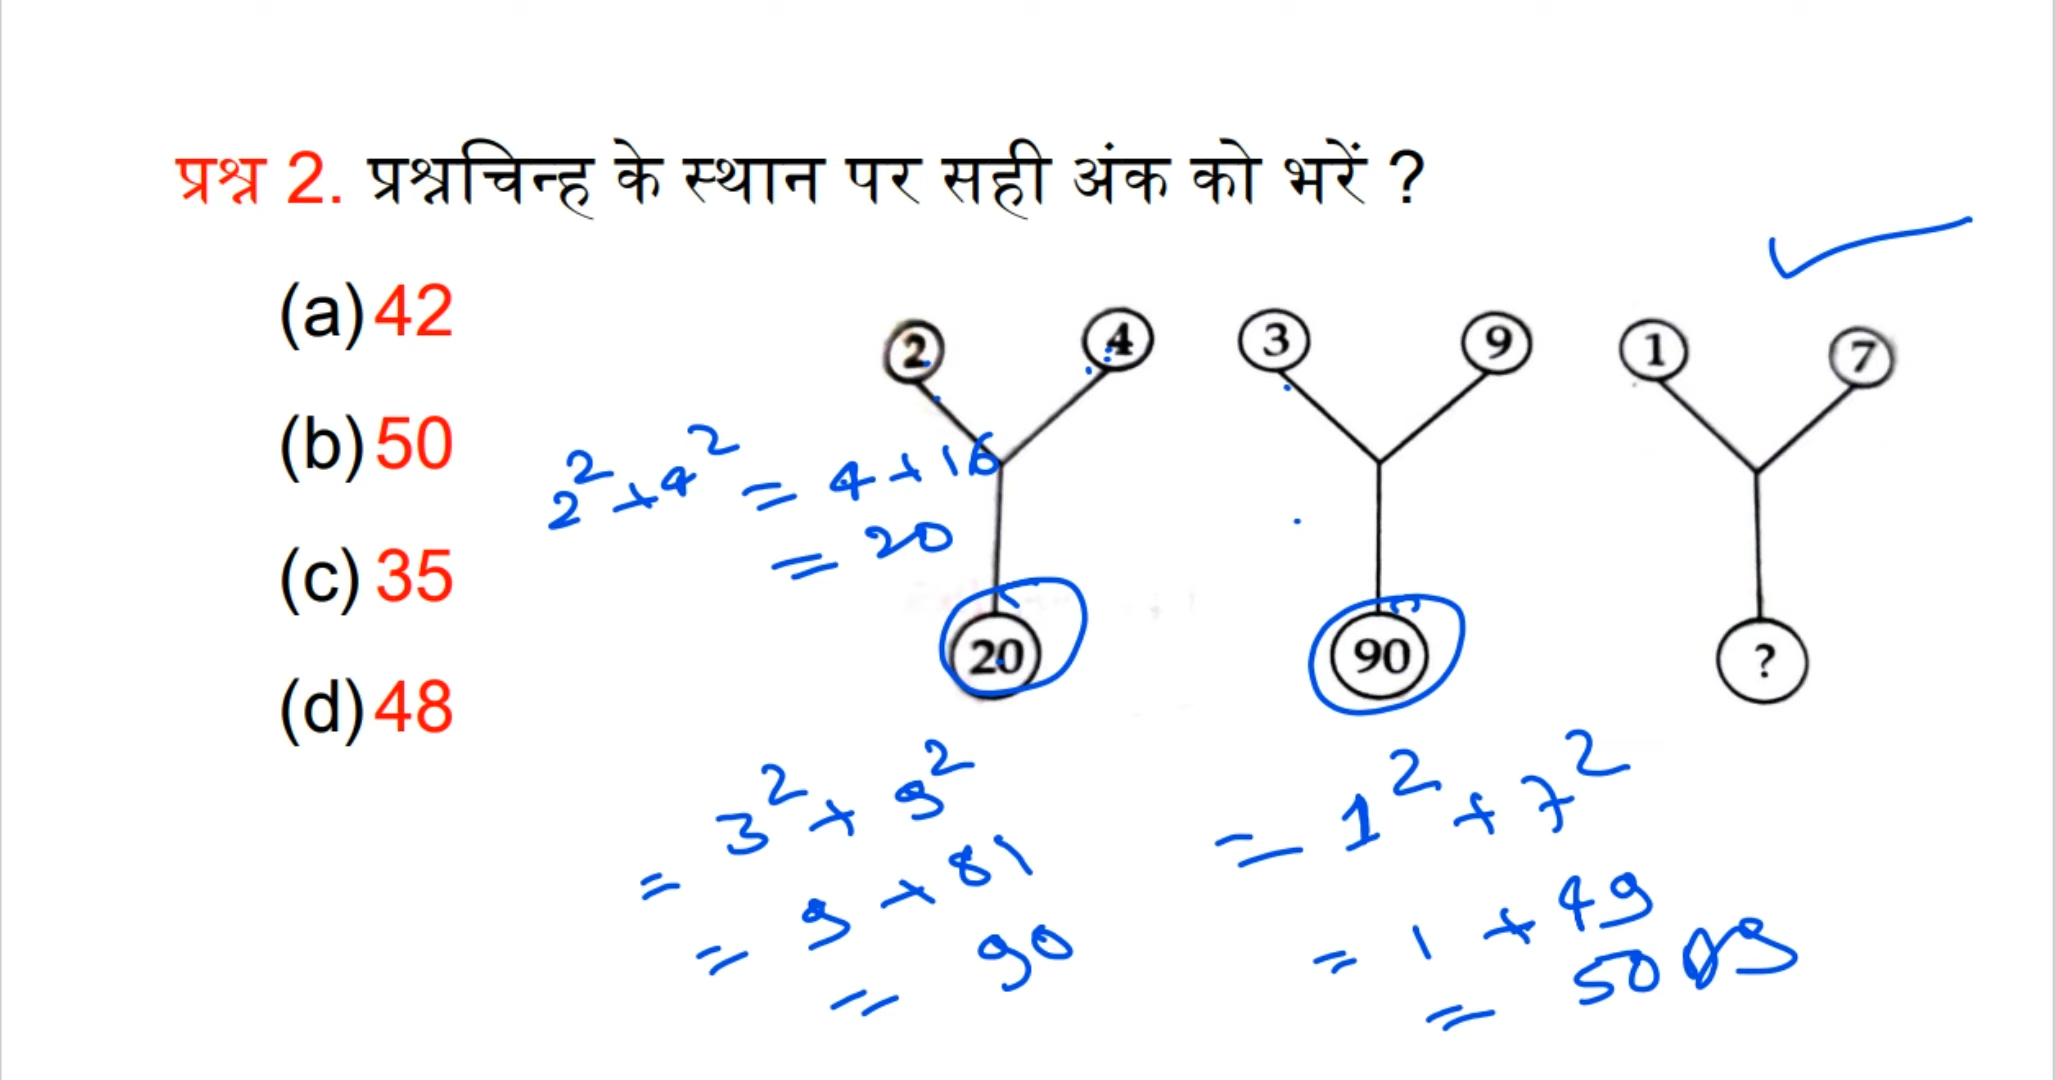 प्रश्न 2. प्रश्नचिन्ह के स्थान पर सही अंक को भरें ?
(a) 42
(b) 50
(c) 35
(d) 48
2 4 3 9 1 7
2² + 4² = 4 + 16
= 20
20 90 ?
= 3² + 9²
= 9 + 81
= 90
= 1² + 7²
= 1 + 49
= 50